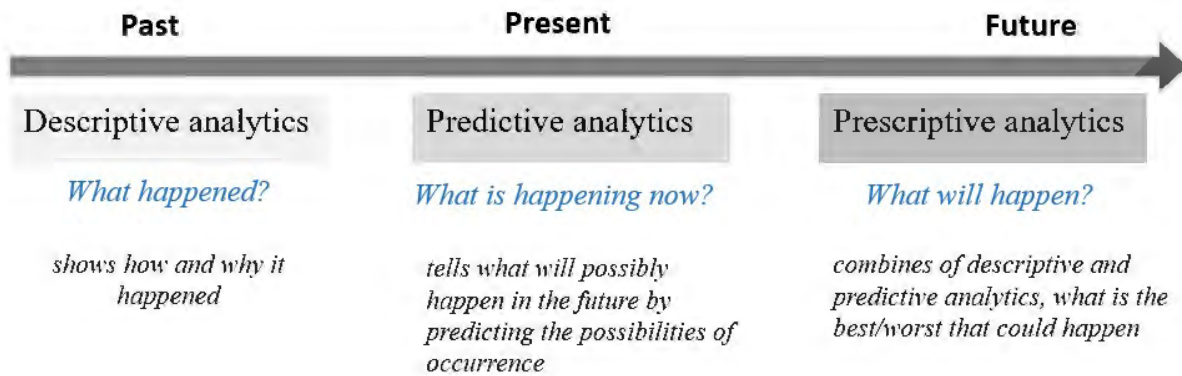 Past
Present
Future
Descriptive analytics
Predictive analytics
Prescriptive analytics
What happened?
What is happening now?
What will happen?
shows how and why it
happened
tells what will possibly
happen in the future by
predicting the possibilities of
occurrence
combines of descriptive and
predictive analytics, what is the
best/worst that could happen